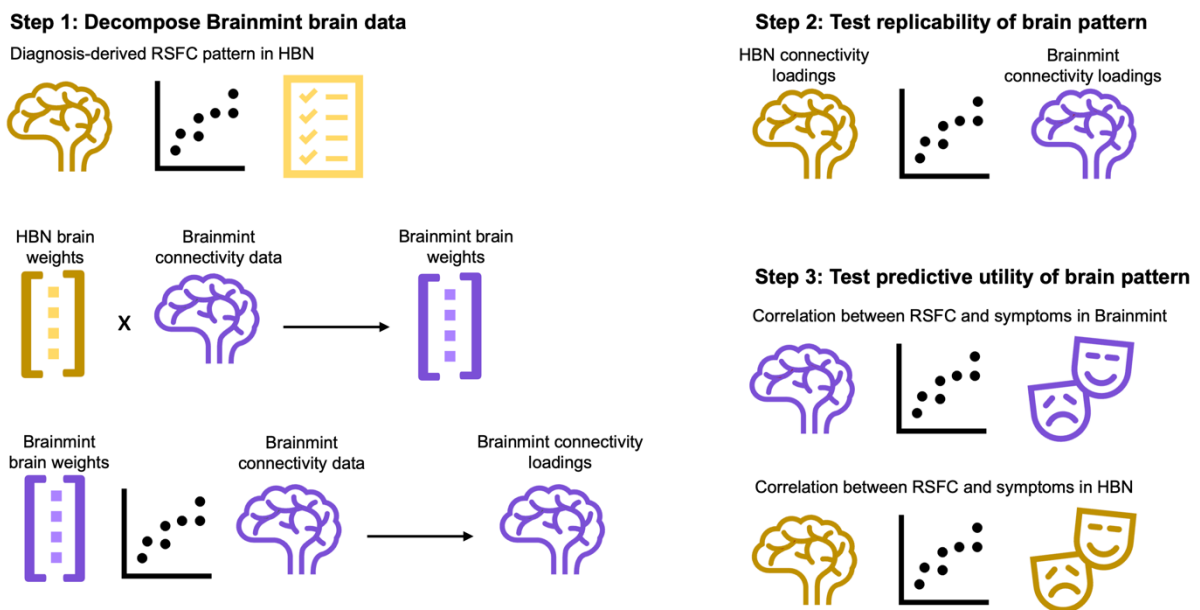 Step 1: Decompose Brainmint brain data
Diagnosis-derived RSFC pattern in HBN
HBN brain
weights
Brainmint
connectivity data
Brainmint brain
weights
X
Brainmint
brain weights
Brainmint
connectivity data
Brainmint connectivity
loadings
Step 2: Test replicability of brain pattern
HBN connectivity
loadings
Brainmint
connectivity loadings
Step 3: Test predictive utility of brain pattern
Correlation between RSFC and symptoms in Brainmint
Correlation between RSFC and symptoms in HBN